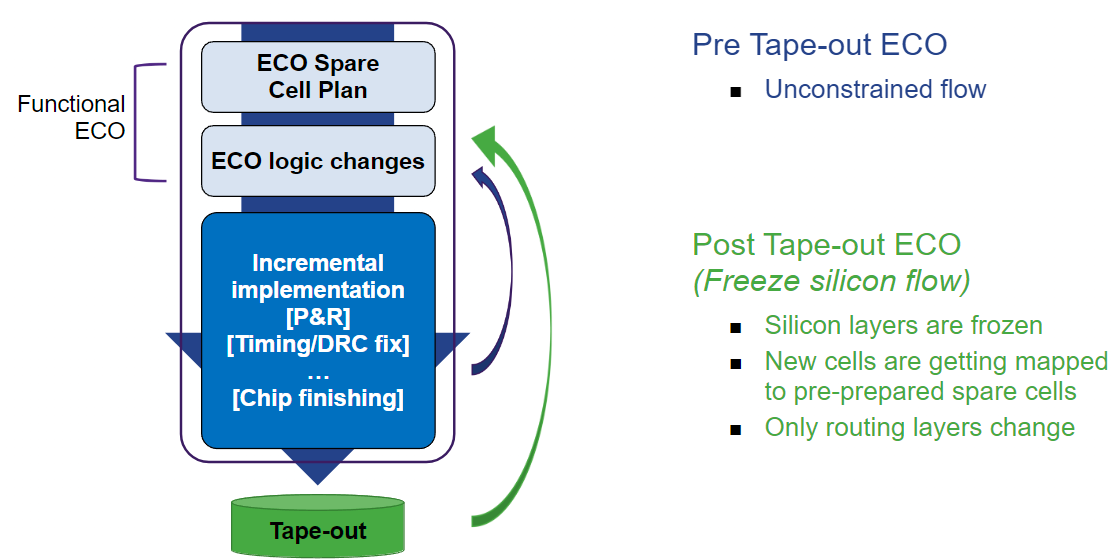 Functional
ECO
ECO Spare
Cell Plan
ECO logic changes
Incremental
implementation
[P&R]
[Timing/DRC fix]
...
[Chip finishing]
Tape-out
Pre Tape-out ECO
■ Unconstrained flow
Post Tape-out ECO
(Freeze silicon flow)
■ Silicon layers are frozen
■ New cells are getting mapped
to pre-prepared spare cells
■ Only routing layers change